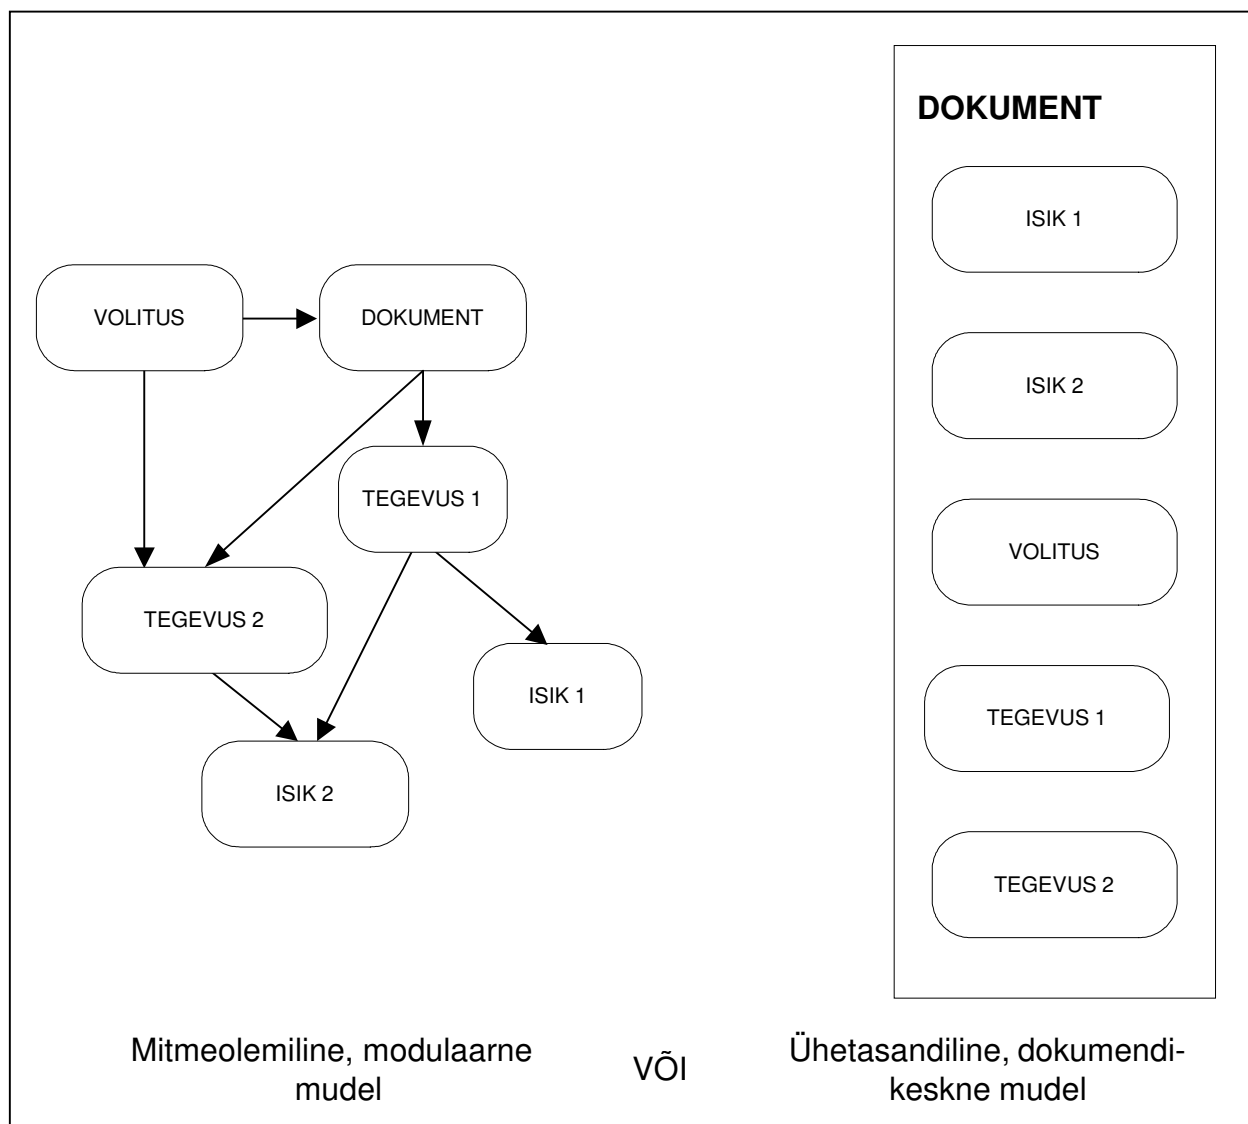 VOLITUS
DOKUMENT
TEGEVUS 1
TEGEVUS 2
ISIK 1
ISIK 2
DOKUMENT
ISIK 1
ISIK 2
VOLITUS
TEGEVUS 1
TEGEVUS 2
Mitmeolemiline, modulaarne
mudel
VÕI
Ühetasandiline, dokumendi-
keskne mudel